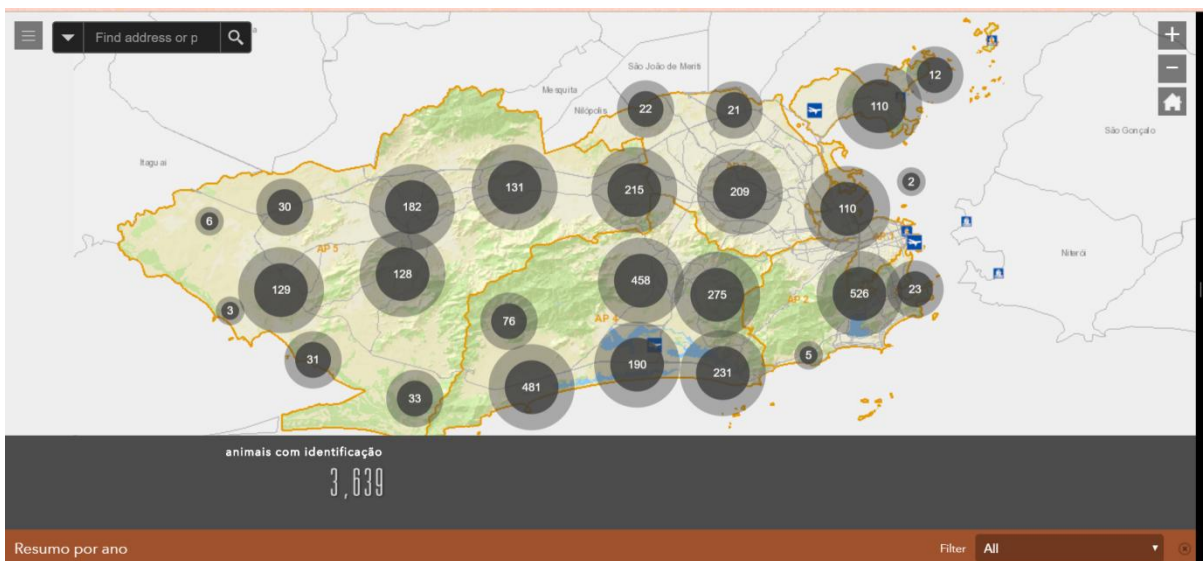 Find address or p
São João de Meriti
Mesquita
Nilópolis
Itaguaí
São Gonçalo
Niterói
12
110
22
21
131
215
209
2
110
6
30
182
AP 5
128
129
458
275
AP 2
526
23
3
76
AP 4
31
190
231
5
481
33
animais com identificação
3,639
Resumo por ano
Filter
All